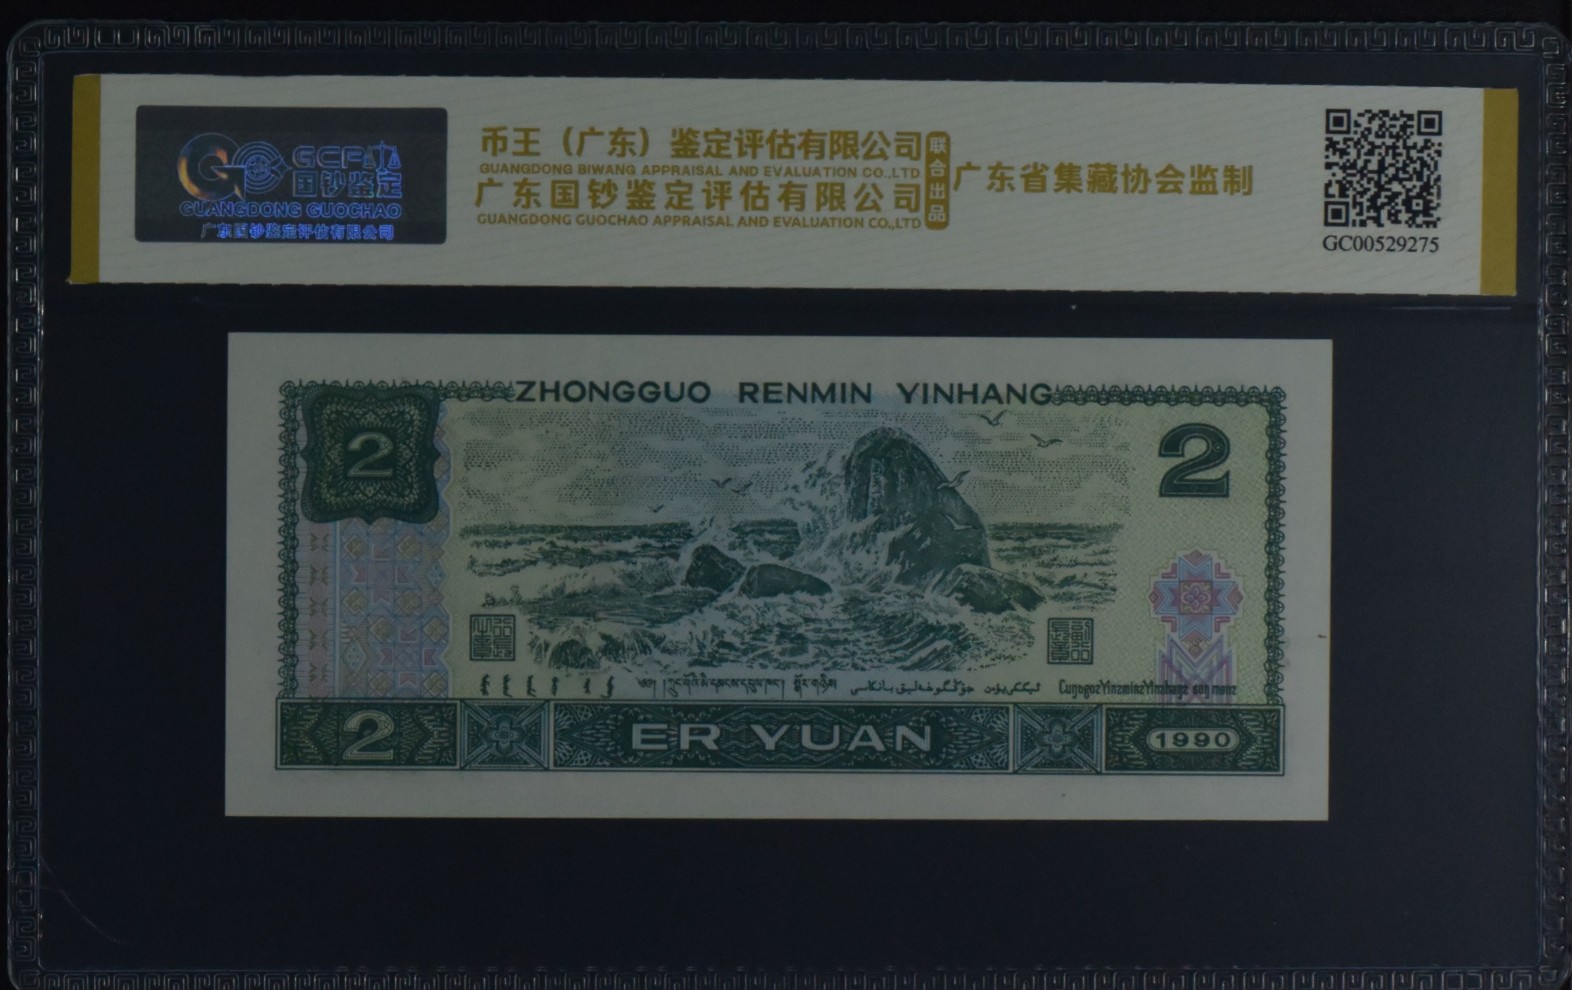 GCF
国钞鉴定
GUANGDONG GUOCHAO
广东国钞鉴定评估有限公司
币王（广东）鉴定评估有限公司
GUANGDONG BIWANG APPRAISAL AND EVALUATION CO.,LTD
广东国钞鉴定评估有限公司
GUANGDONG GUOCHAO APPRAISAL AND EVALUATION CO.,LTD
联合出品
广东省集藏协会监制
GC00529275
ZHONGGUO RENMIN YINHANG
2
2
2
ER YUAN
1990